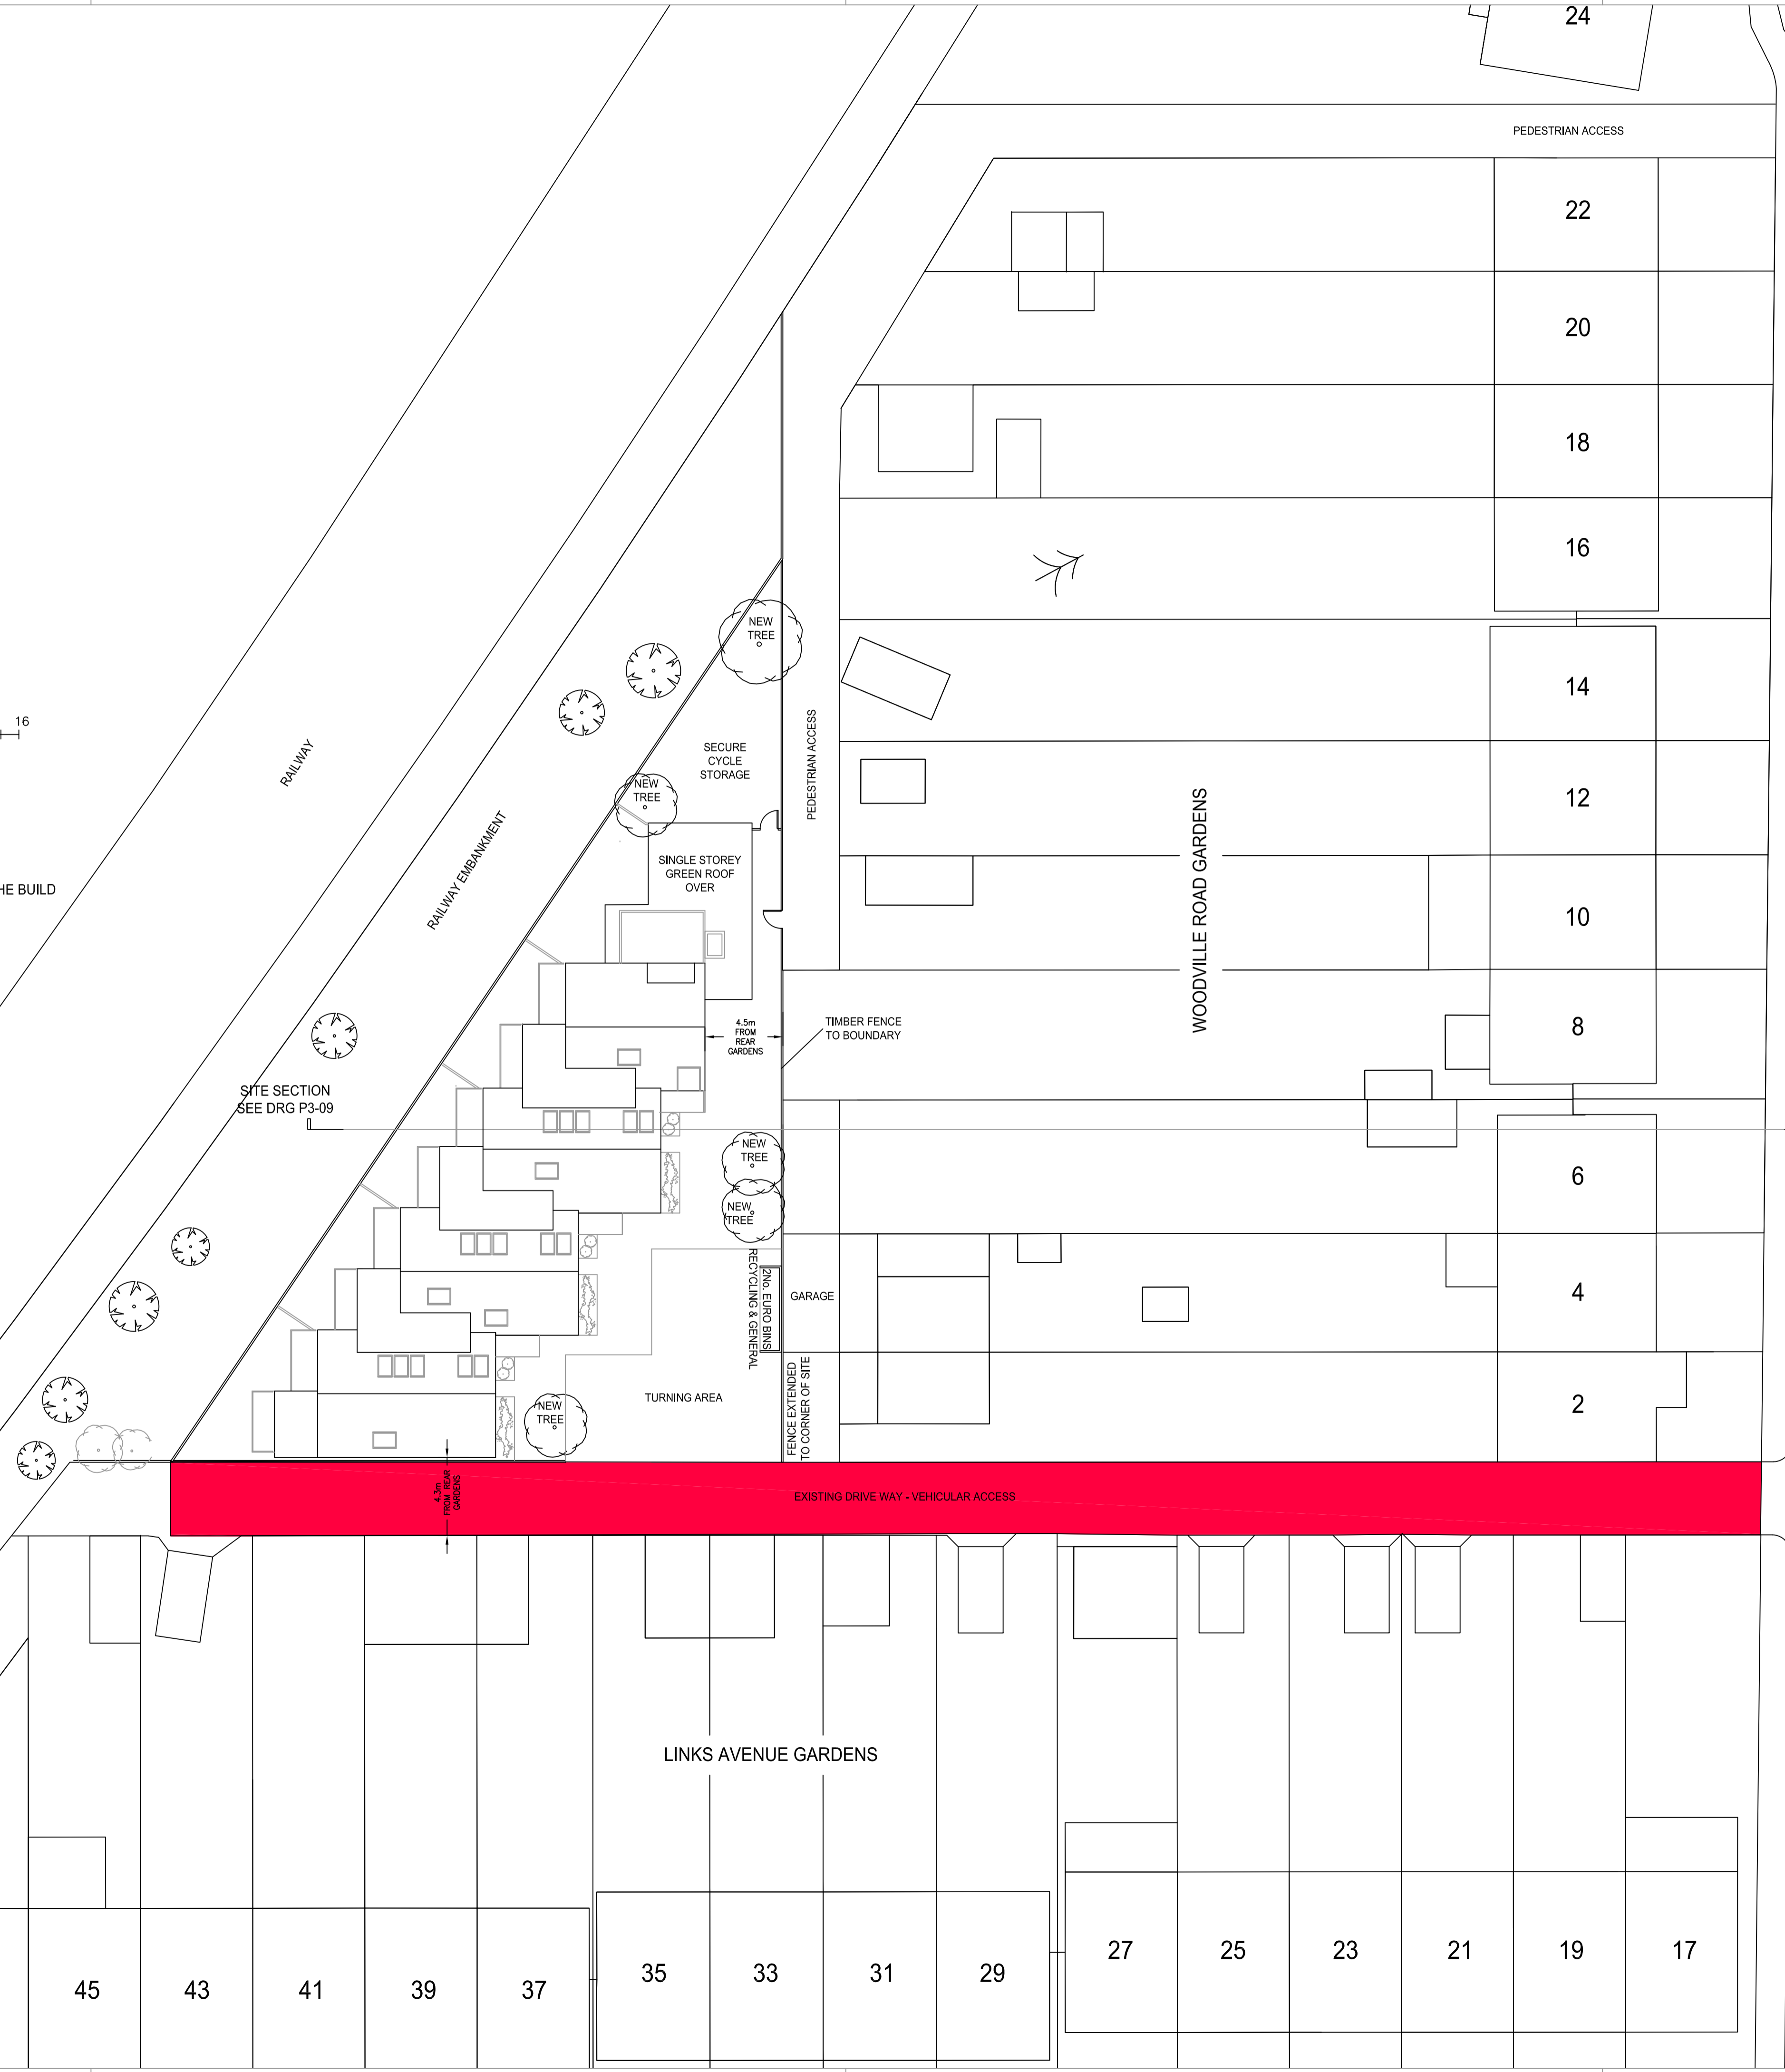 24
PEDESTRIAN ACCESS
22
20
18
16
NEW
TREE
14
16
PEDESTRIAN ACCESS
RAILWAY
SECURE
CYCLE
STORAGE
NEW
TREE
12
WOODVILLE ROAD GARDENS
RAILWAY EMBANKMENT
SINGLE STOREY
GREEN ROOF
OVER
HE BUILD
10
4.5m
FROM
REAR
GARDENS
TIMBER FENCE
TO BOUNDARY
8
SITE SECTION
SEE DRG P3-09
NEW
TREE
6
NEW
TREE
RECYCLING & GENERAL
2No. EURO BINS
GARAGE
4
TURNING AREA
FENCE EXTENDED
TO CORNER OF SITE
NEW
TREE
2
4.3m
FROM REAR
GARDENS
EXISTING DRIVE WAY - VEHICULAR ACCESS
LINKS AVENUE GARDENS
45
43
41
39
37
35
33
31
29
27
25
23
21
19
17